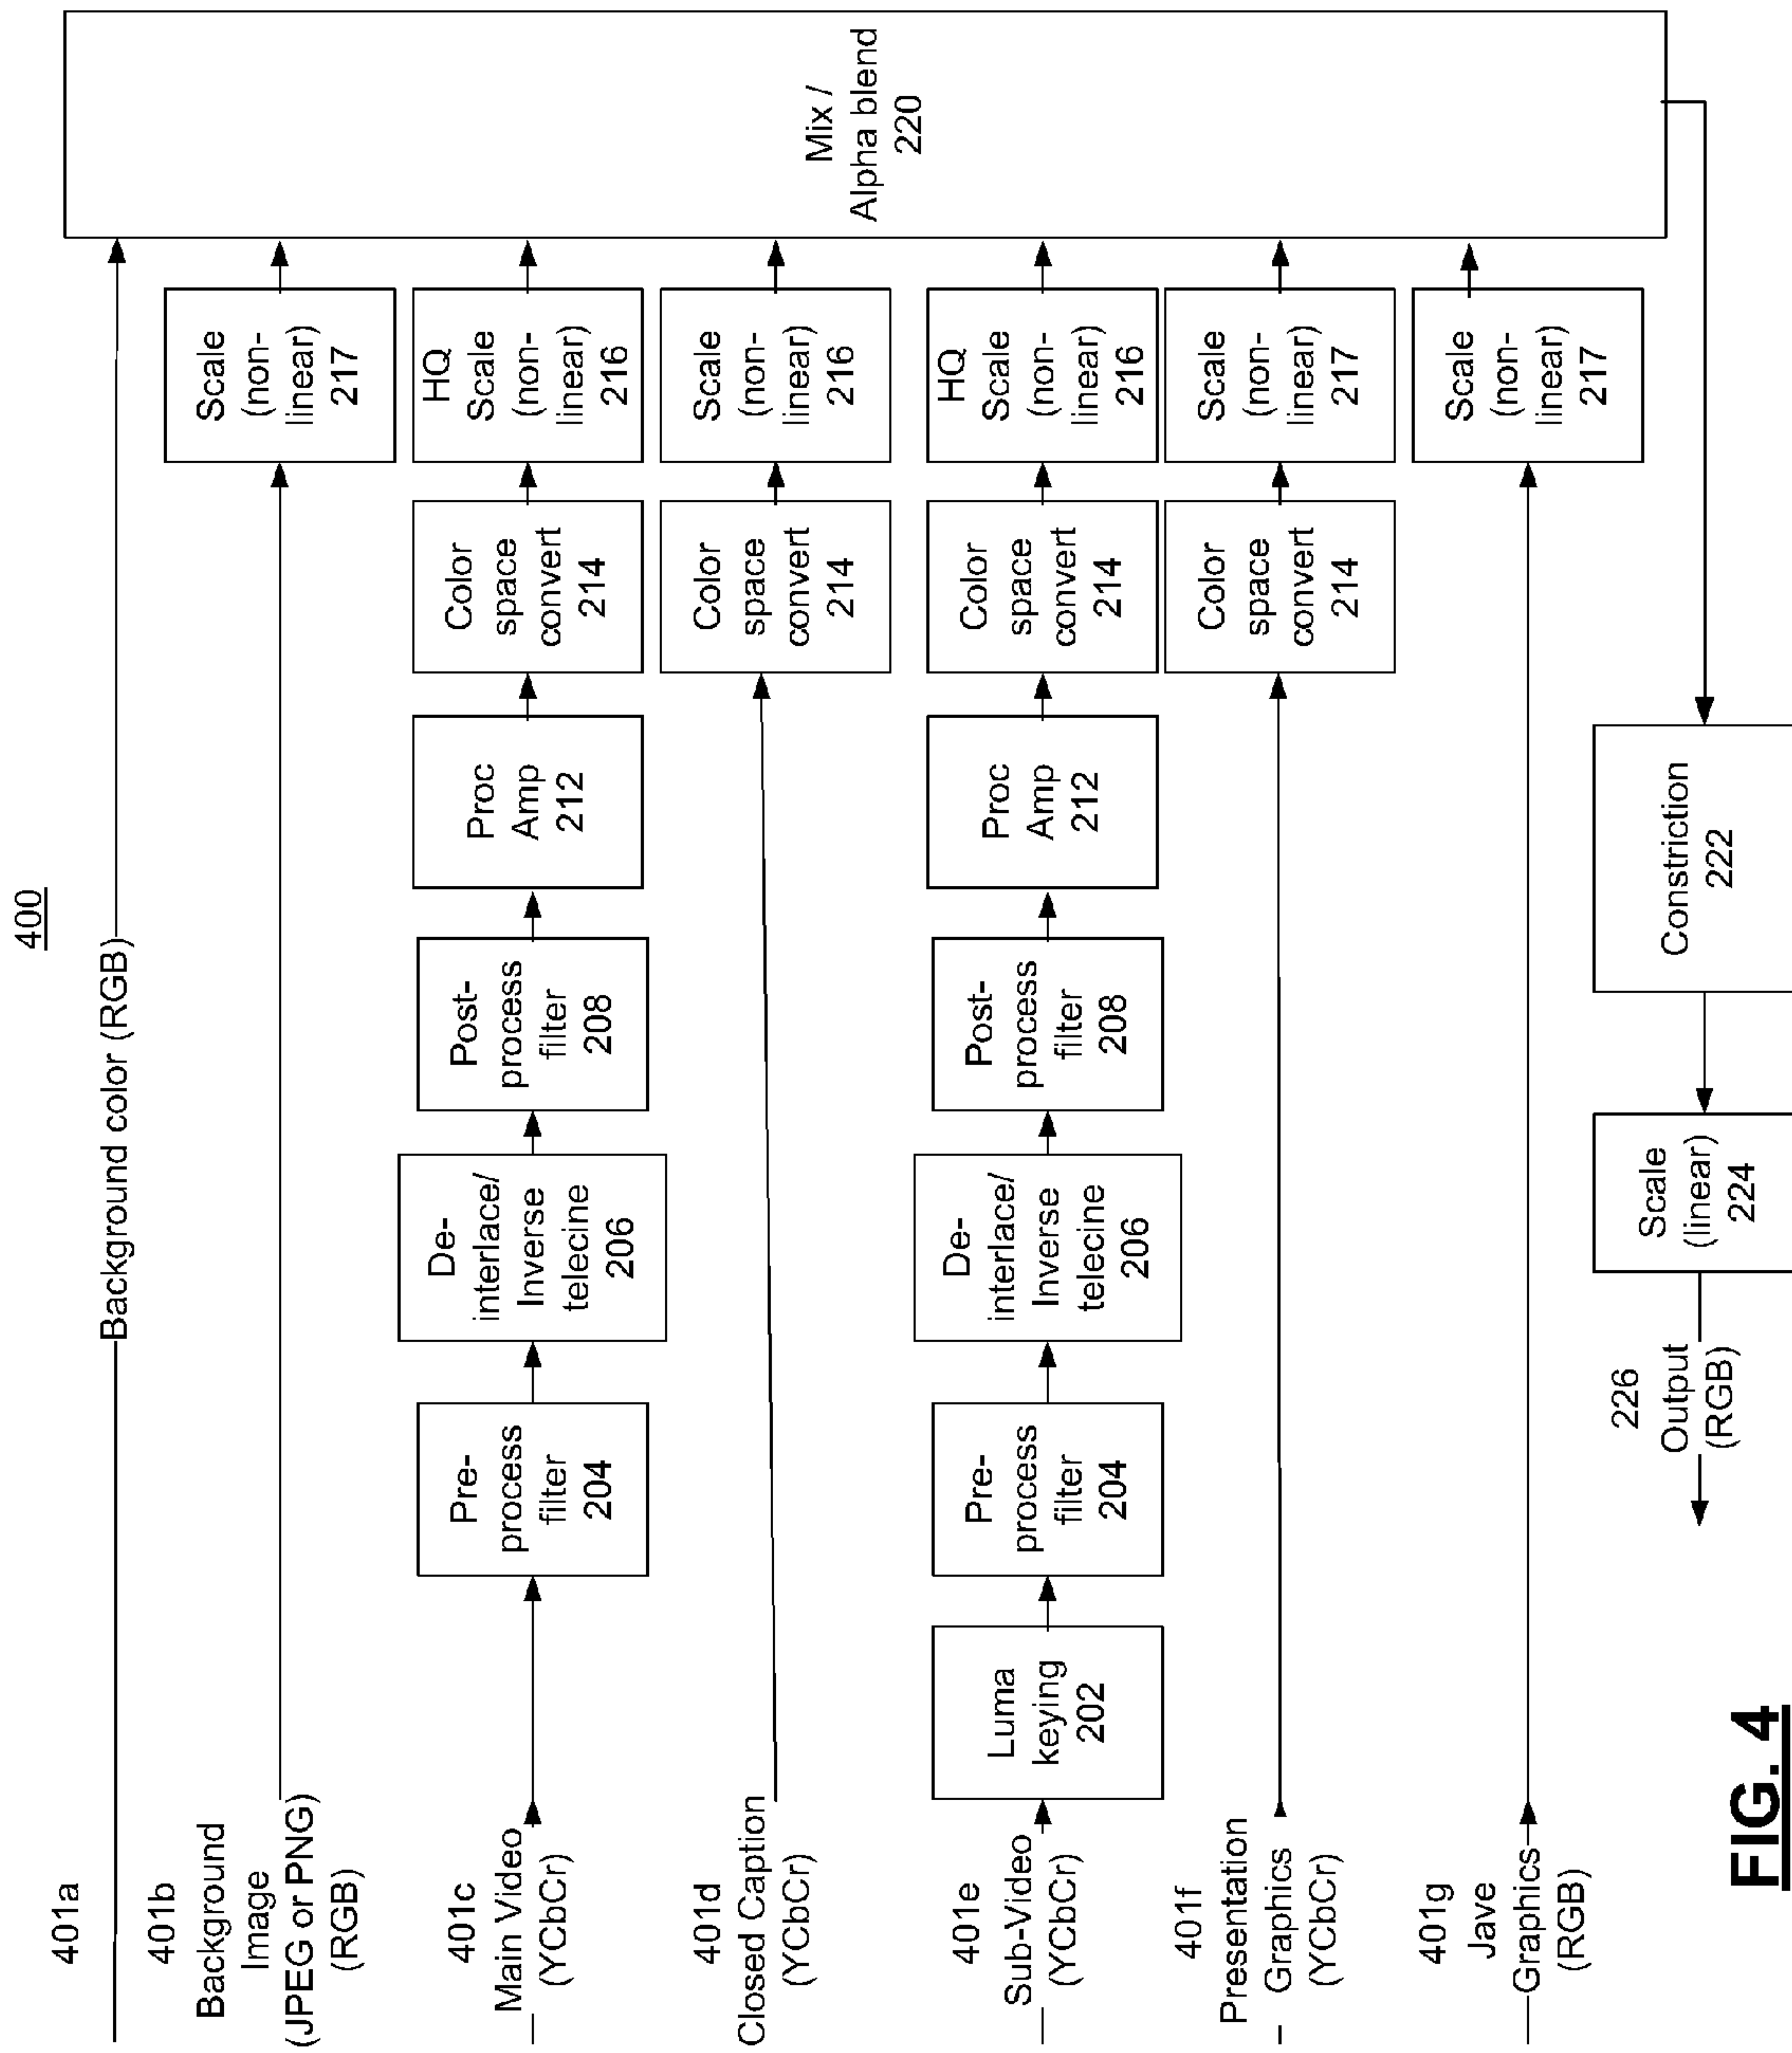 400
401a
Background color (RGB)
401b
Background
Image
(JPEG or PNG)
(RGB)
Scale
(non-
linear)
217
401c
Main Video
(YCbCr)
Pre-
process
filter
204
De-
interlace/
Inverse
telecine
206
Post-
process
filter
208
Proc
Amp
212
Color
space
convert
214
HQ
Scale
(non-
linear)
216
401d
Closed Caption
(YCbCr)
Color
space
convert
214
Scale
(non-
linear)
216
401e
Sub-Video
(YCbCr)
Luma
keying
202
Pre-
process
filter
204
De-
interlace/
Inverse
telecine
206
Post-
process
filter
208
Proc
Amp
212
Color
space
convert
214
HQ
Scale
(non-
linear)
216
401f
Presentation
Graphics
(YCbCr)
Color
space
convert
214
Scale
(non-
linear)
217
401g
Jave
Graphics
(RGB)
Scale
(non-
linear)
217
Mix /
Alpha blend
220
Constriction
222
Scale
(linear)
224
226
Output
(RGB)
FIG. 4